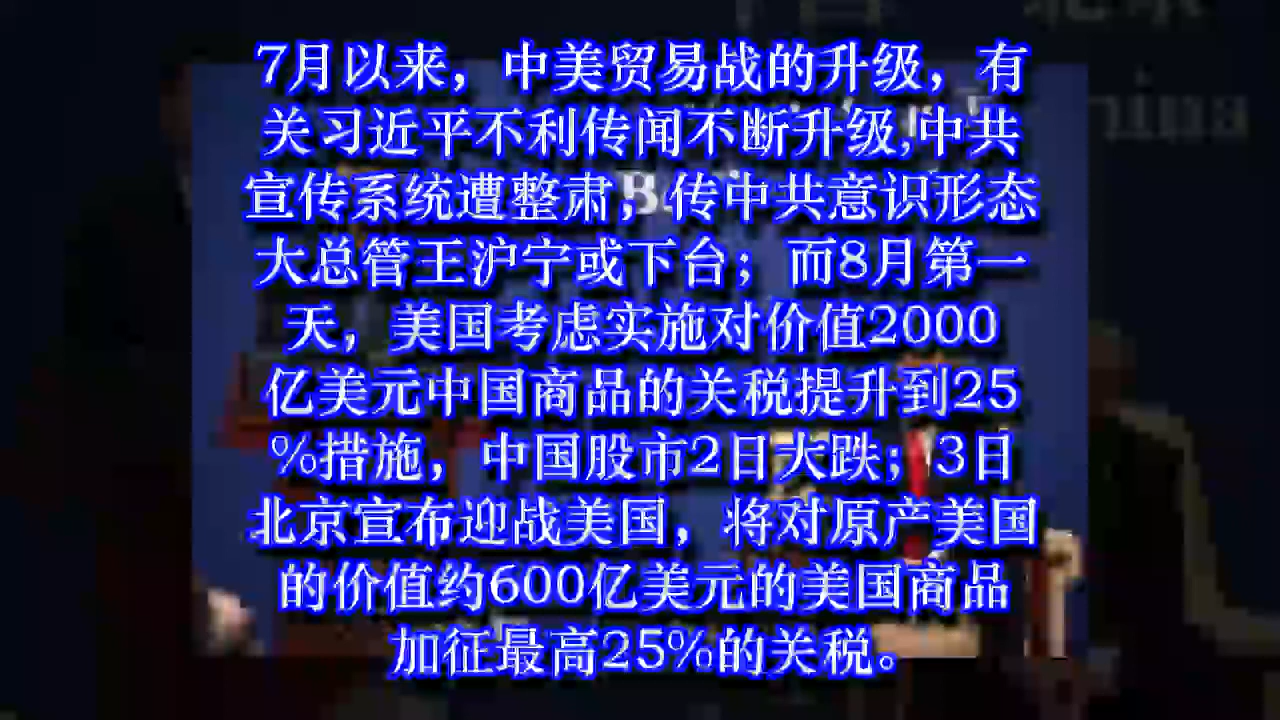 7月以来，中美贸易战的升级，有
关习近平不利传闻不断升级,中共
宣传系统遭整肃，传中共意识形态
大总管王沪宁或下台；而8月第一
天，美国考虑实施对价值2000
亿美元中国商品的关税提升到25
%措施，中国股市2日大跌；3日
北京宣布迎战美国，将对原产美国
的价值约600亿美元的美国商品
加征最高25%的关税。